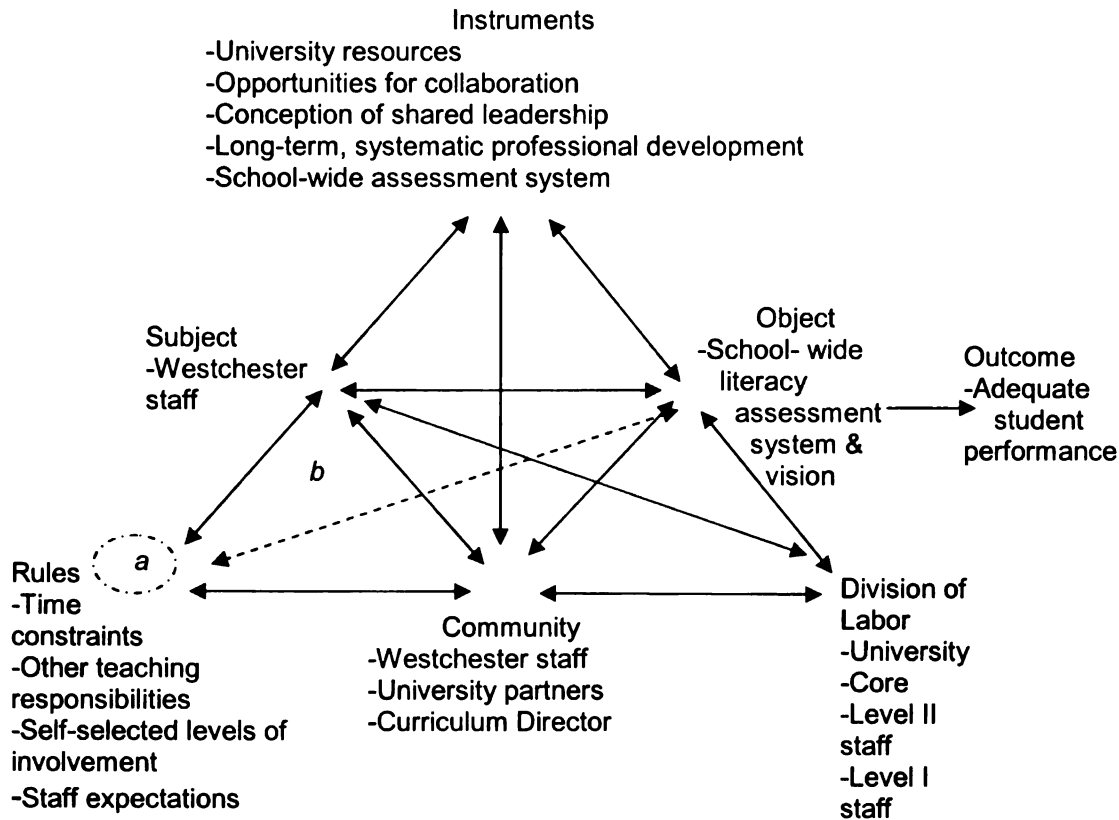 Instruments
-University resources
-Opportunities for collaboration
-Conception of shared leadership
-Long-term, systematic professional development
-School-wide assessment system
Subject
-Westchester
staff
Object
-School- wide
literacy
assessment
system &
vision
Outcome
-Adequate
student
performance
b
a
Rules
-Time
constraints
-Other teaching
responsibilities
-Self-selected levels of
involvement
-Staff expectations
Community
-Westchester staff
-University partners
-Curriculum Director
Division of
Labor
-University
-Core
-Level II
staff
-Level I
staff